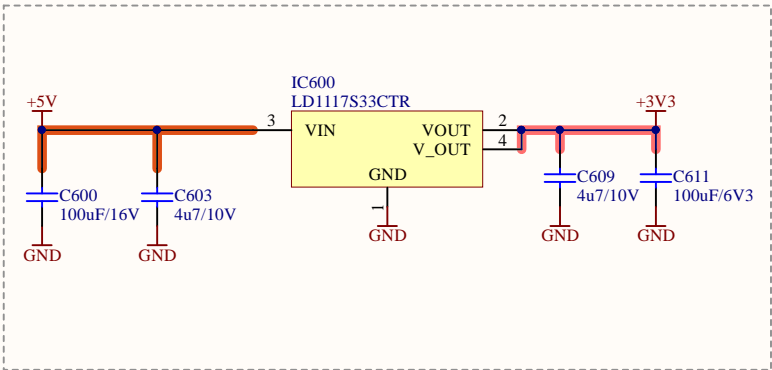 IC600
LD1117S33CTR
+5V
+3V3
3
VIN
VOUT
2
V_OUT
4
GND
1
C600
100uF/16V
C603
4u7/10V
C609
4u7/10V
C611
100uF/6V3
GND
GND
GND
GND
GND